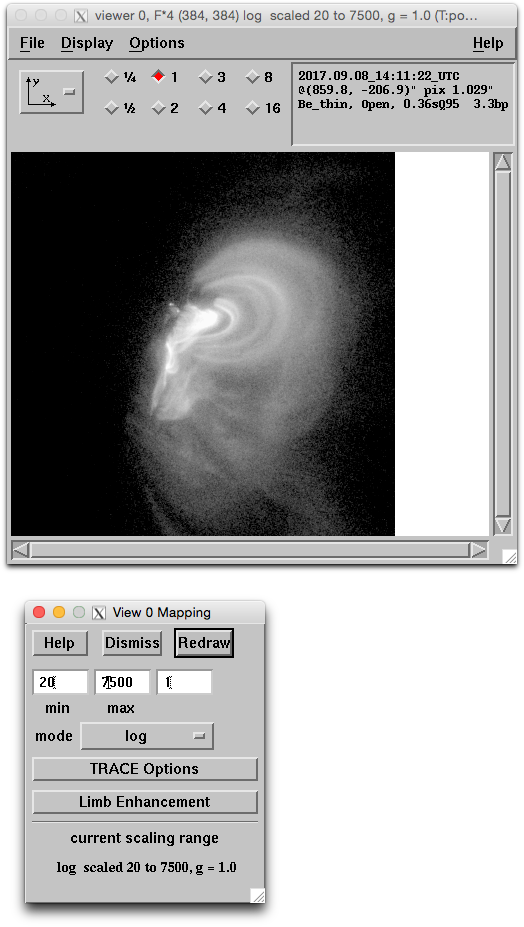 viewer 0, F*4 (384, 384) log  scaled 20 to 7500, g = 1.0 (T:po...
File Display Options Help
y
x
¼ 1 3 8
½ 2 4 16
2017.09.08_14:11:22_UTC
@(859.8, -206.9)" pix 1.029"
Be_thin, Open, 0.36sQ95  3.3bp
View 0 Mapping
Help Dismiss Redraw
20 7500 1
min max
mode log
TRACE Options
Limb Enhancement
current scaling range
log  scaled 20 to 7500, g = 1.0